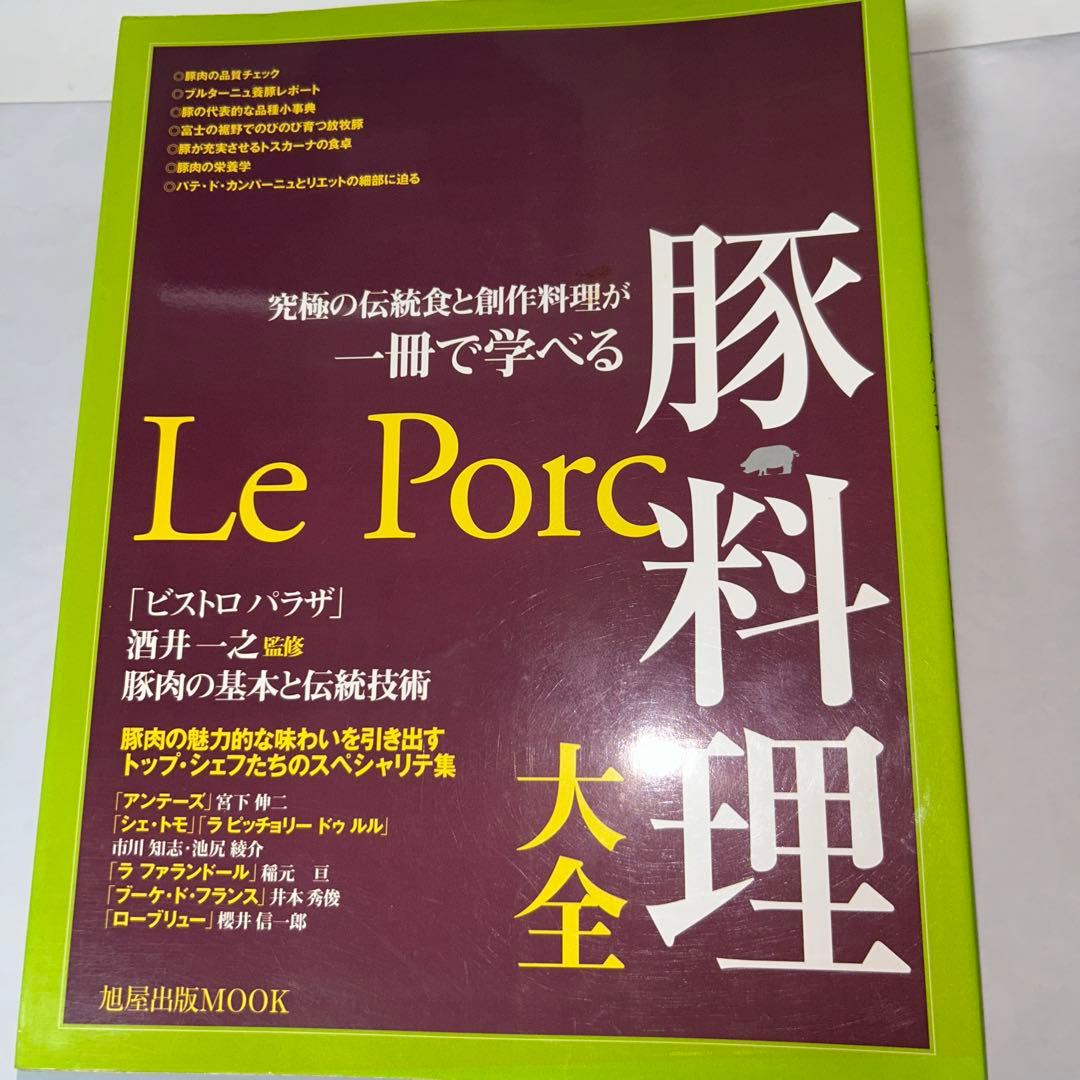 ◎豚肉の品質チェック
◎ブルターニュ養豚レポート
◎豚の代表的な品種小事典
◎富士の裾野でのびのび育つ放牧豚
◎豚が充実させるトスカーナの食卓
◎豚肉の栄養学
◎パテ・ド・カンパーニュとリエットの細部に迫る
究極の伝統食と創作料理が
一冊で学べる
豚料理
大全
Le Porc
「ビストロ パラザ」
酒井一之監修
豚肉の基本と伝統技術
豚肉の魅力的な味わいを引き出す
トップ・シェフたちのスペシャリテ集
「アンテーズ」宮下 伸二
「シェ・トモ」「ラ ピッチョリー ドゥ ルル」
市川 知志・池尻 綾介
「ラ ファランドール」稲元 亘
「ブーケ・ド・フランス」井本 秀俊
「ローブリュー」櫻井 信一郎
旭屋出版MOOK